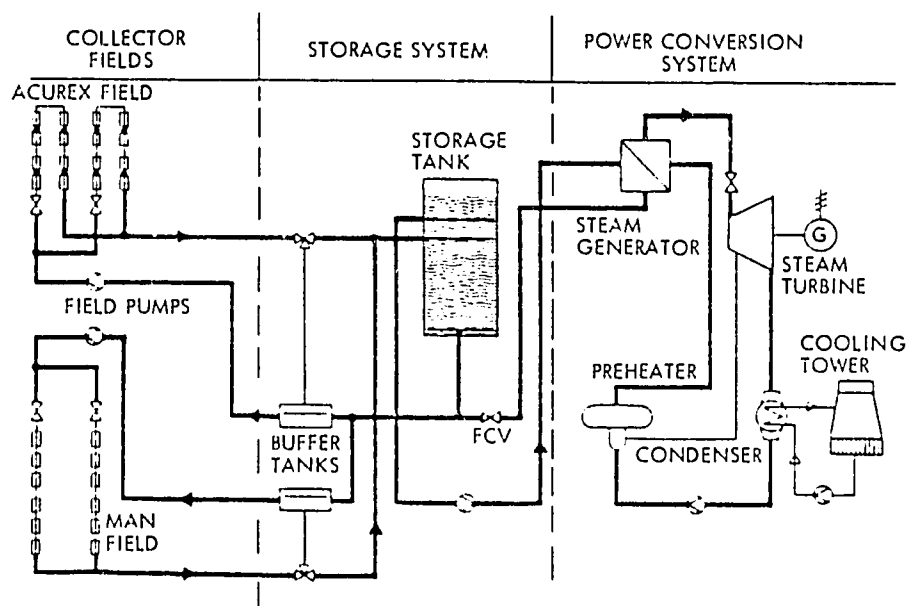 COLLECTOR
FIELDS
STORAGE SYSTEM
POWER CONVERSION
SYSTEM
ACUREX FIELD
STORAGE
TANK
STEAM
GENERATOR
G
STEAM
TURBINE
FIELD PUMPS
COOLING
TOWER
PREHEATER
BUFFER
TANKS
FCV
CONDENSER
MAN
FIELD